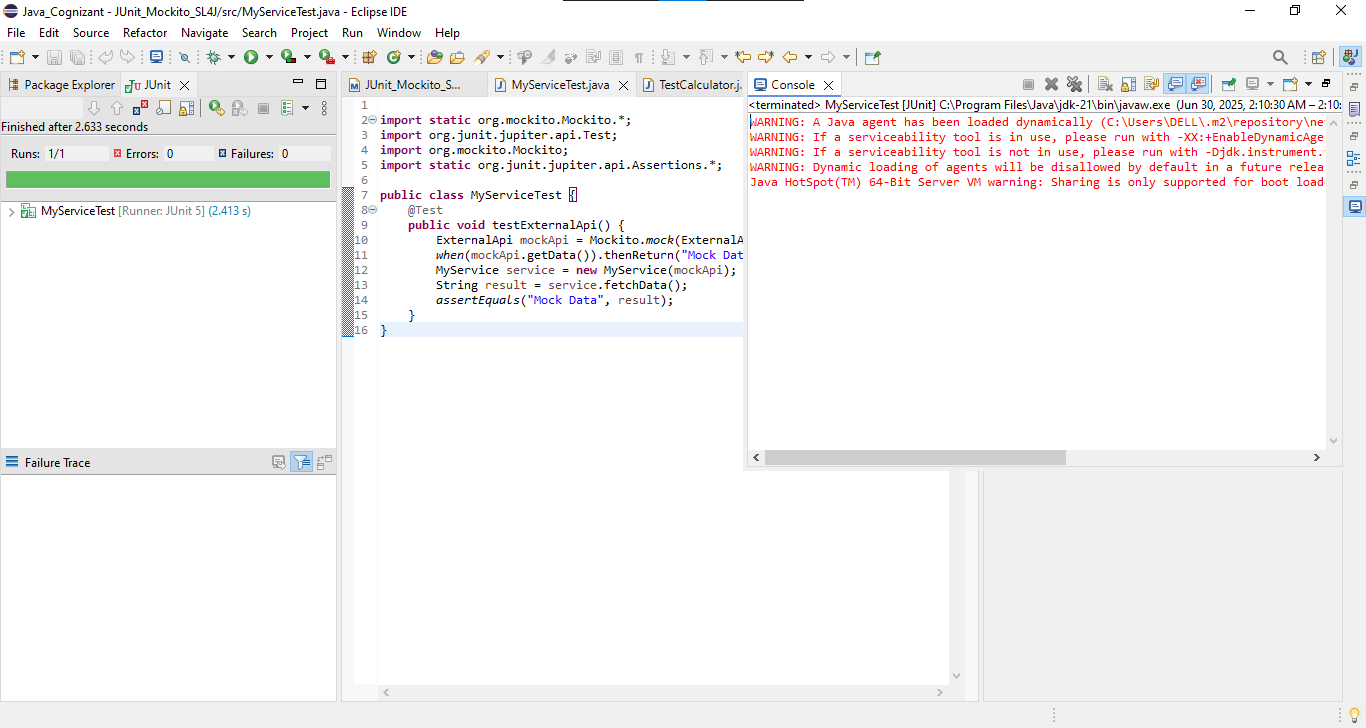 Java_Cognizant - JUnit_Mockito_SL4J/src/MyServiceTest.java - Eclipse IDE
File Edit Source Refactor Navigate Search Project Run Window Help
Package Explorer
JUnit
Finished after 2.633 seconds
Runs: 1/1 Errors: 0 Failures: 0
MyServiceTest [Runner: JUnit 5] (2.413 s)
Failure Trace
JUnit_Mockito_S...
MyServiceTest.java
TestCalculator.j
1
2 import static org.mockito.Mockito.*;
3 import org.junit.jupiter.api.Test;
4 import org.mockito.Mockito;
5 import static org.junit.jupiter.api.Assertions.*;
6
7 public class MyServiceTest {
8 @Test
9 public void testExternalApi() {
10 ExternalApi mockApi = Mockito.mock(ExternalA
11 when(mockApi.getData()).thenReturn("Mock Dat
12 MyService service = new MyService(mockApi);
13 String result = service.fetchData();
14 assertEquals("Mock Data", result);
15 }
16 }
Console
<terminated> MyServiceTest [JUnit] C:\Program Files\Java\jdk-21\bin\javaw.exe (Jun 30, 2025, 2:10:30 AM – 2:10:
WARNING: A Java agent has been loaded dynamically (C:\Users\DELL\.m2\repository\ne
WARNING: If a serviceability tool is in use, please run with -XX:+EnableDynamicAge
WARNING: If a serviceability tool is not in use, please run with -Djdk.instrument.
WARNING: Dynamic loading of agents will be disallowed by default in a future relea
Java HotSpot(TM) 64-Bit Server VM warning: Sharing is only supported for boot load